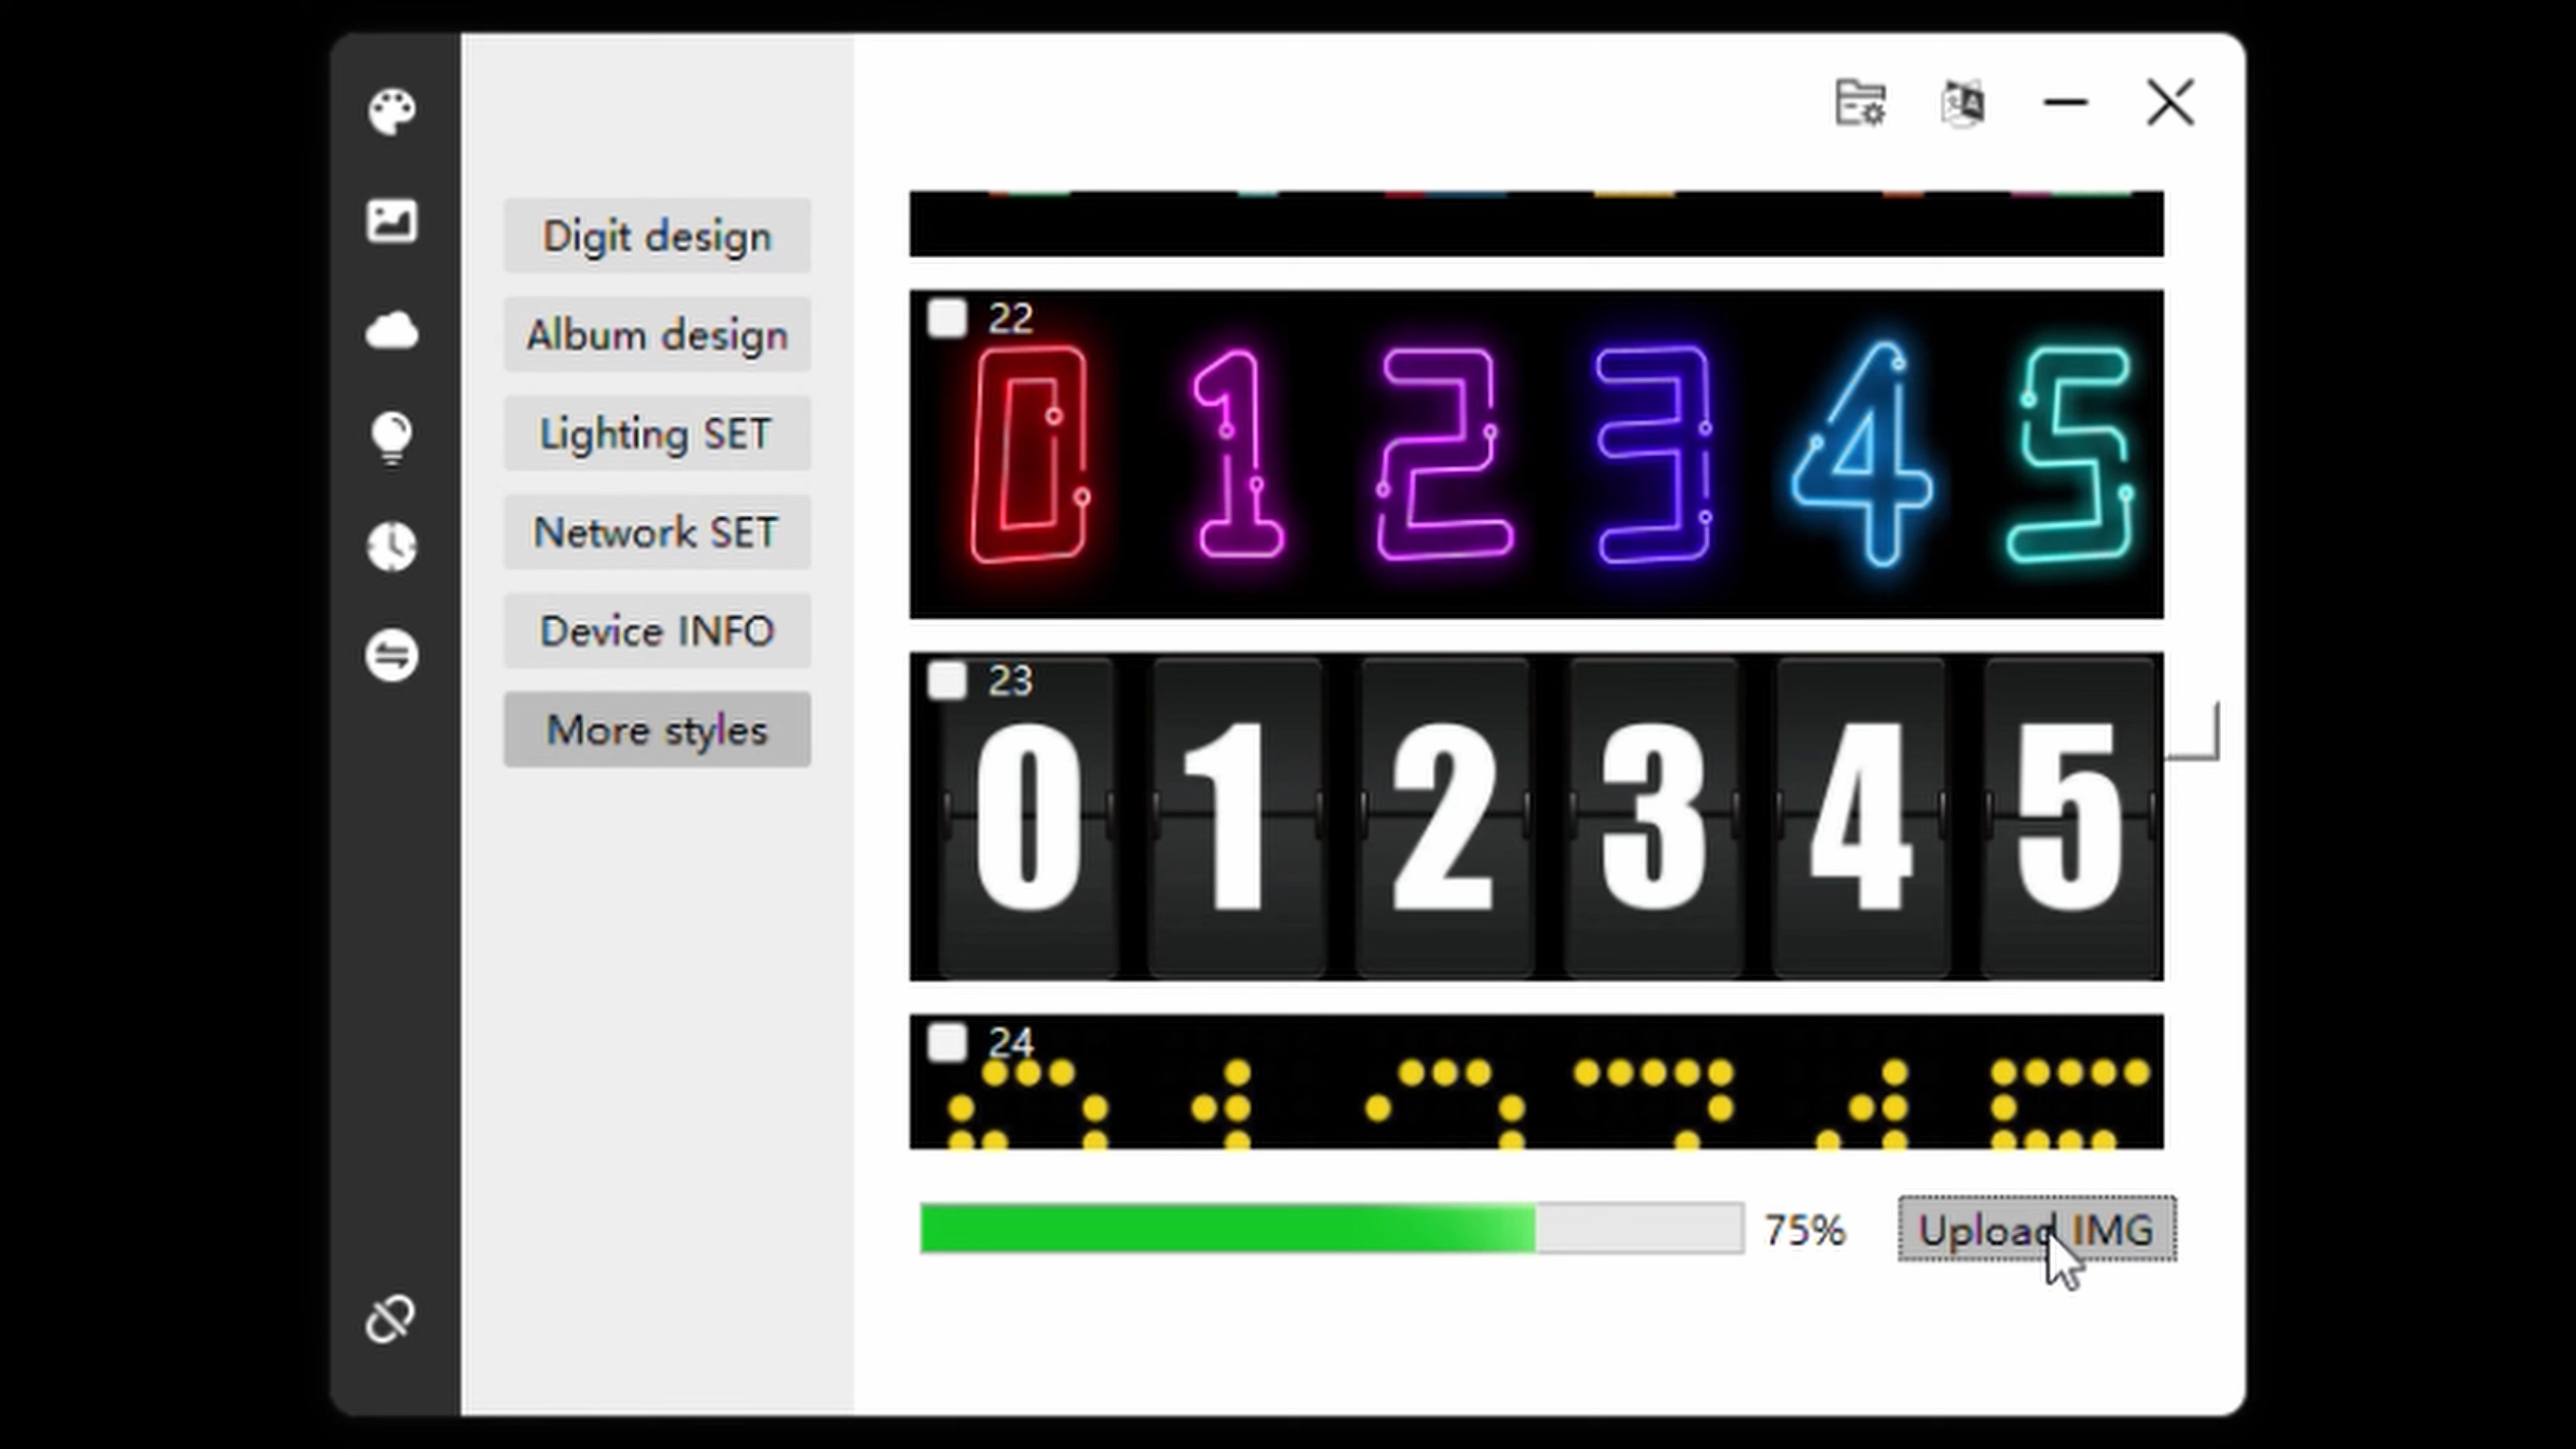 Digit design
Album design
Lighting SET
Network SET
Device INFO
More styles
22
0 1 2 3 4 5
23
0 1 2 3 4 5
24
75%
Upload IMG